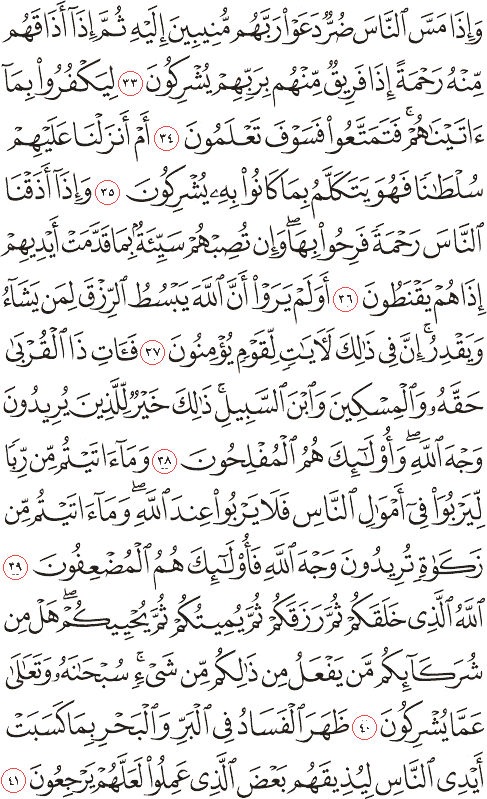 وَإِذَا مَسَّ ٱلنَّاسَ ضُرٌّ دَعَوْا۟ رَبَّهُم مُّنِيبِينَ إِلَيْهِ ثُمَّ إِذَآ أَذَاقَهُم
مِّنْهُ رَحْمَةً إِذَا فَرِيقٌ مِّنْهُم بِرَبِّهِمْ يُشْرِكُونَ ٣٣ لِيَكْفُرُوا۟ بِمَآ
ءَاتَيْنَٰهُمْ ۚ فَتَمَتَّعُوا۟ فَسَوْفَ تَعْلَمُونَ ٣٤ أَمْ أَنزَلْنَا عَلَيْهِمْ
سُلْطَٰنًا فَهُوَ يَتَكَلَّمُ بِمَا كَانُوا۟ بِهِۦ يُشْرِكُونَ ٣٥ وَإِذَآ أَذَقْنَا
ٱلنَّاسَ رَحْمَةً فَرِحُوا۟ بِهَا ۖ وَإِن تُصِبْهُمْ سَيِّئَةٌۢ بِمَا قَدَّمَتْ أَيْدِيهِمْ
إِذَا هُمْ يَقْنَطُونَ ٣٦ أَوَلَمْ يَرَوْا۟ أَنَّ ٱللَّهَ يَبْسُطُ ٱلرِّزْقَ لِمَن يَشَآءُ
وَيَقْدِرُ ۚ إِنَّ فِى ذَٰلِكَ لَءَايَٰتٍ لِّقَوْمٍ يُؤْمِنُونَ ٣٧ فَـَٔاتِ ذَا ٱلْقُرْبَىٰ
حَقَّهُۥ وَٱلْمِسْكِينَ وَٱبْنَ ٱلسَّبِيلِ ۚ ذَٰلِكَ خَيْرٌ لِّلَّذِينَ يُرِيدُونَ
وَجْهَ ٱللَّهِ ۖ وَأُو۟لَٰٓئِكَ هُمُ ٱلْمُفْلِحُونَ ٣٨ وَمَآ ءَاتَيْتُم مِّن رِّبًا
لِّيَرْبُوَا۟ فِىٓ أَمْوَٰلِ ٱلنَّاسِ فَلَا يَرْبُوا۟ عِندَ ٱللَّهِ ۖ وَمَآ ءَاتَيْتُم مِّن
زَكَوٰةٍ تُرِيدُونَ وَجْهَ ٱللَّهِ فَأُو۟لَٰٓئِكَ هُمُ ٱلْمُضْعِفُونَ ٣٩
ٱللَّهُ ٱلَّذِى خَلَقَكُمْ ثُمَّ رَزَقَكُمْ ثُمَّ يُمِيتُكُمْ ثُمَّ يُحْيِيكُمْ ۖ هَلْ مِن
شُرَكَآئِكُم مَّن يَفْعَلُ مِن ذَٰلِكُم مِّن شَىْءٍ ۚ سُبْحَٰنَهُۥ وَتَعَٰلَىٰ
عَمَّا يُشْرِكُونَ ٤٠ ظَهَرَ ٱلْفَسَادُ فِى ٱلْبَرِّ وَٱلْبَحْرِ بِمَا كَسَبَتْ
أَيْدِى ٱلنَّاسِ لِيُذِيقَهُم بَعْضَ ٱلَّذِى عَمِلُوا۟ لَعَلَّهُمْ يَرْجِعُونَ ٤١